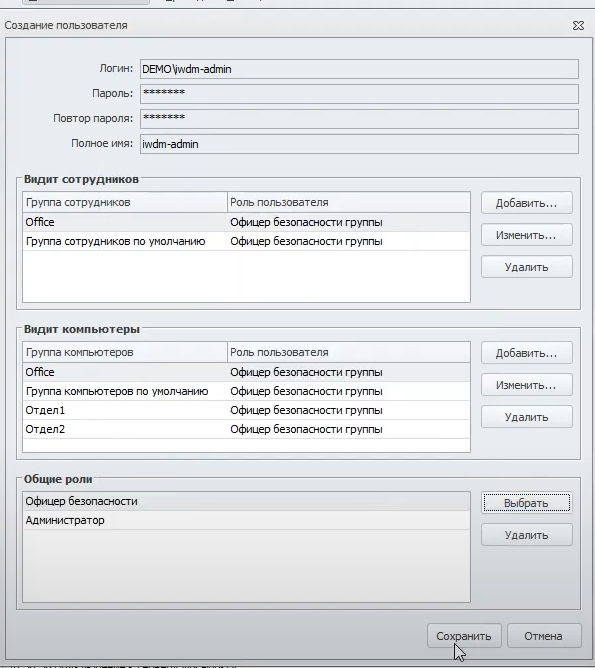 Создание пользователя
Логин: DEMO\iwdm-admin
Пароль: *******
Повтор пароля: *******
Полное имя: iwdm-admin
Видит сотрудников
Группа сотрудников Роль пользователя Добавить...
Office Офицер безопасности группы
Группа сотрудников по умолчанию Офицер безопасности группы Изменить...
Удалить
Видит компьютеры
Группа компьютеров Роль пользователя Добавить...
Office Офицер безопасности группы
Группа компьютеров по умолчанию Офицер безопасности группы Изменить...
Отдел1 Офицер безопасности группы Удалить
Отдел2 Офицер безопасности группы
Общие роли
Офицер безопасности Выбрать
Администратор
Удалить
Сохранить Отмена